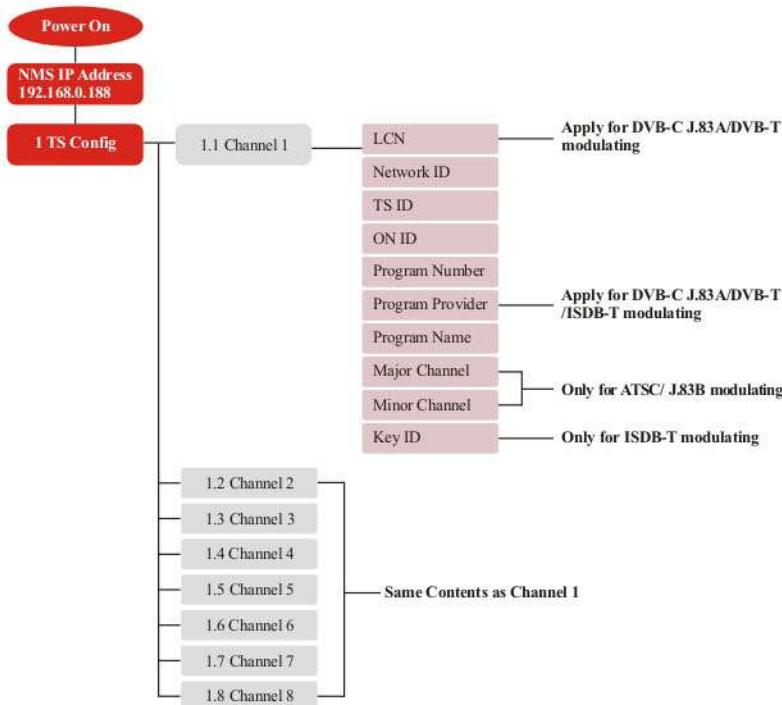 Power On
NMS IP Address
192.168.0.188
1 TS Config
1.1 Channel 1
LCN
Apply for DVB-C J.83A/DVB-T
modulating
Network ID
TS ID
ON ID
Program Number
Program Provider
Apply for DVB-C J.83A/DVB-T
/ISDB-T modulating
Program Name
Major Channel
Minor Channel
Only for ATSC/ J.83B modulating
Key ID
Only for ISDB-T modulating
1.2 Channel 2
1.3 Channel 3
1.4 Channel 4
1.5 Channel 5
1.6 Channel 6
1.7 Channel 7
1.8 Channel 8
Same Contents as Channel 1